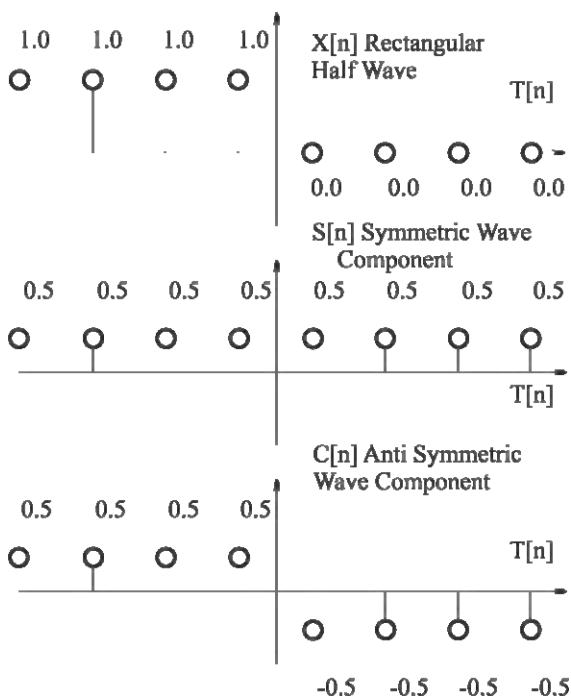 1.0 1.0 1.0 1.0
X[n] Rectangular
Half Wave
T[n]
0.0 0.0 0.0 0.0
S[n] Symmetric Wave
Component
0.5 0.5 0.5 0.5 0.5 0.5 0.5 0.5
T[n]
C[n] Anti Symmetric
Wave Component
0.5 0.5 0.5 0.5
T[n]
-0.5 -0.5 -0.5 -0.5